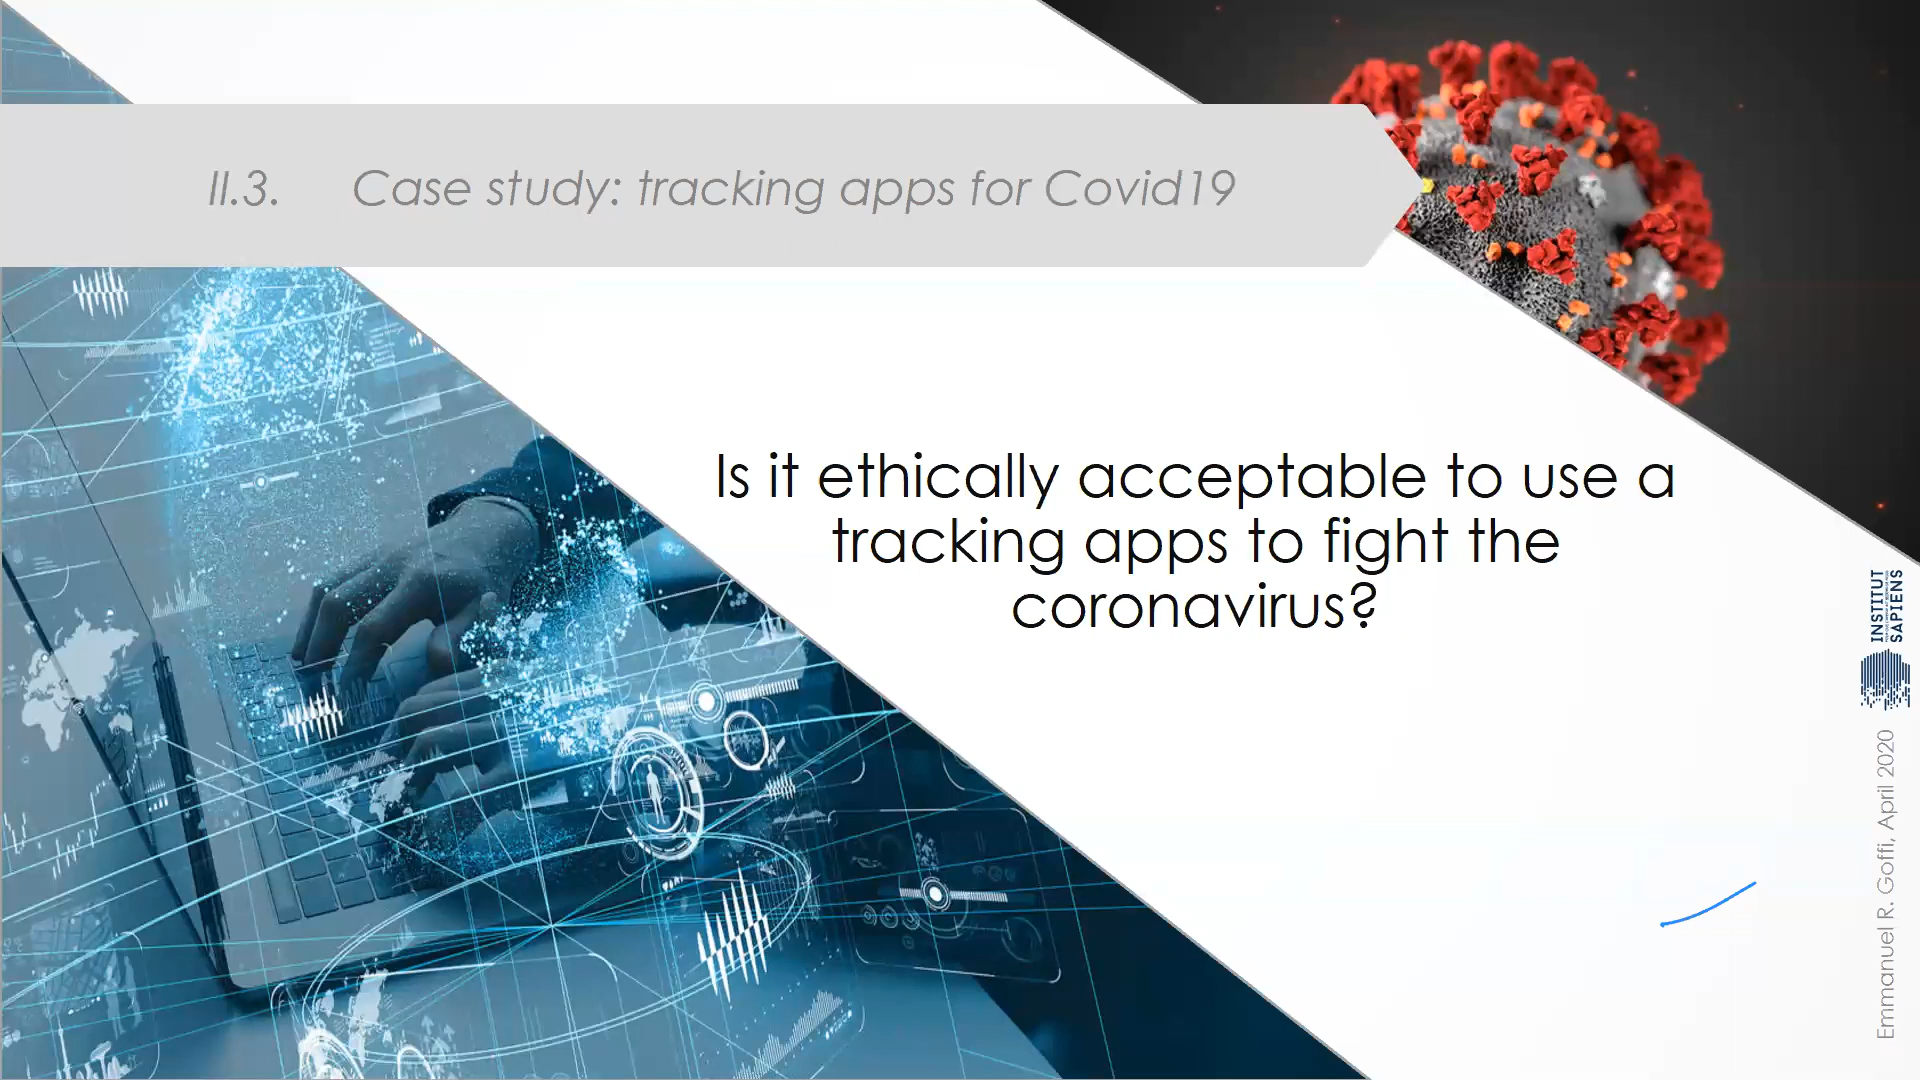 II.3. Case study: tracking apps for Covid19
Is it ethically acceptable to use a
tracking apps to fight the
coronavirus?
INSTITUT
SAPIENS
Emmanuel R. Goffi, April 2020